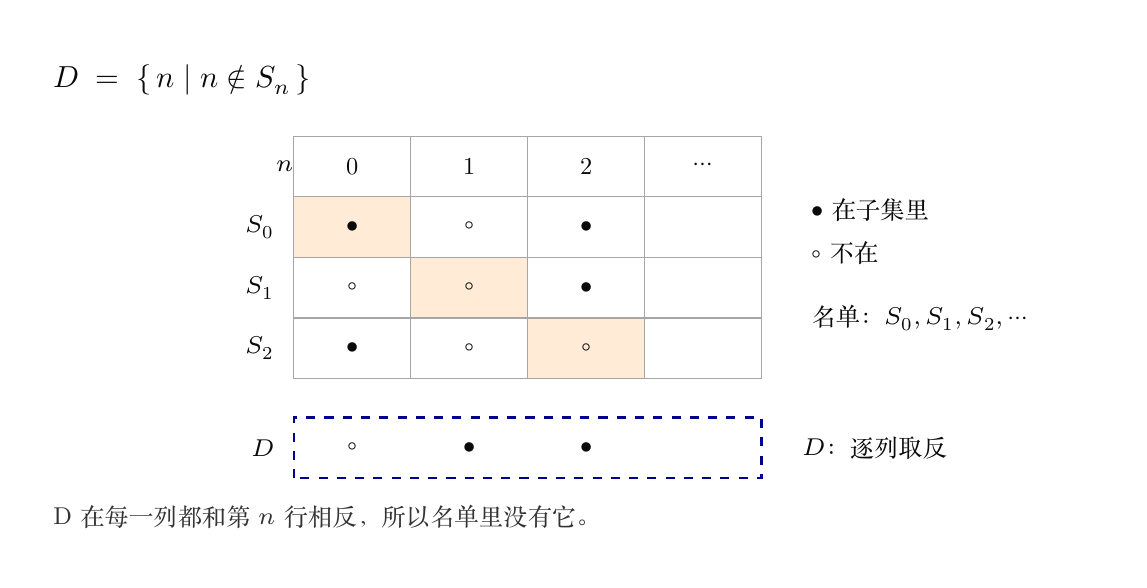 D = { n | n ∉ Sₙ }
n 0 1 2 ⋯
S₀ • ◦ •
S₁ ◦ ◦ •
S₂ • ◦ ◦
• 在子集里
◦ 不在
名单：S₀, S₁, S₂, ⋯
D ◦ • •
D：逐列取反
D 在每一列都和第 n 行相反，所以名单里没有它。